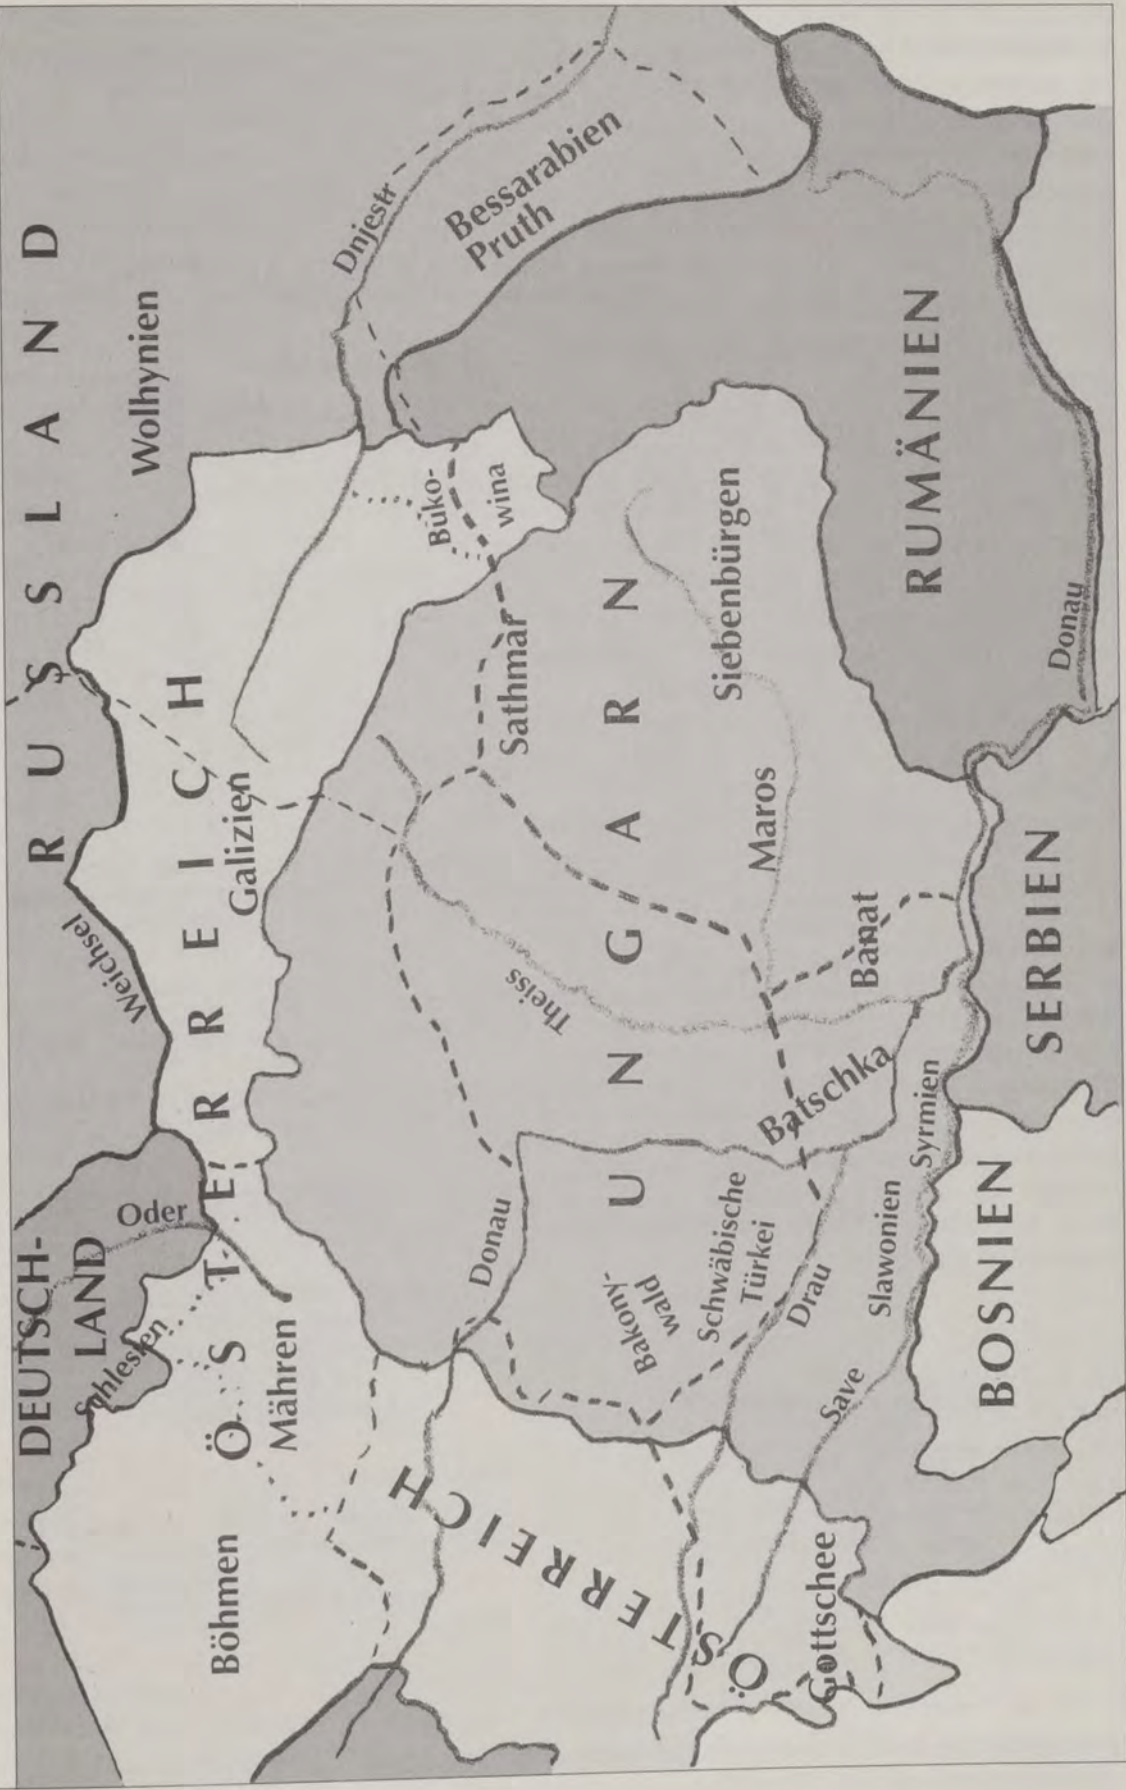 RUSSLAND
DEUTSCH-
LAND
Wolhynien
Weichsel
Oder
Schlesien
ÖSTERREICH
Galizien
Böhmen
Mähren
Dnjestr
Bessarabien
Pruth
Buko-
wina
ÖSTERREICH
Donau
Sathmàr
Theiss
UNGARN
Bakony-
wald
Schwäbische
Türkei
Siebenbürgen
Maros
Batschka
Banat
Drau
Save
Slawonien
Syrmien
Gottschee
RUMÄNIEN
Donau
BOSNIEN
SERBIEN